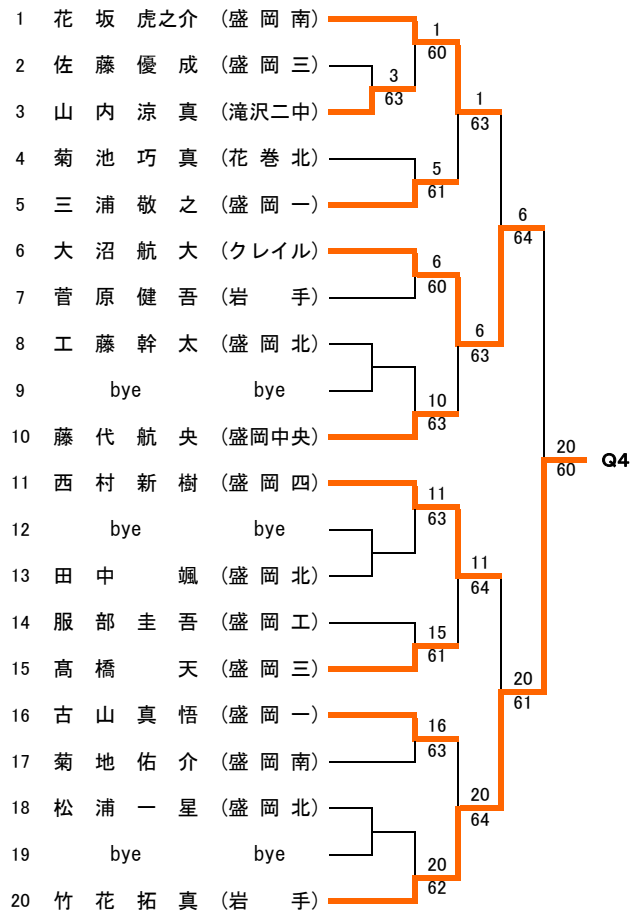 1 花 坂 虎之介 (盛 岡 南)
1
60
2 佐 藤 優 成 (盛 岡 三)
3
63
3 山 内 涼 真 (滝沢二中)
1
63
4 菊 池 巧 真 (花 巻 北)
5
61
5 三 浦 敬 之 (盛 岡 一)
6
64
6 大 沼 航 大 (クレイル)
6
60
7 菅 原 健 吾 (岩 手)
6
63
8 工 藤 幹 太 (盛 岡 北)
9 bye bye
10
63
10 藤 代 航 央 (盛岡中央)
20
60
Q4
11 西 村 新 樹 (盛 岡 四)
11
63
12 bye bye
11
64
13 田 中 颯 (盛 岡 北)
14 服 部 圭 吾 (盛 岡 工)
15
61
15 髙 橋 天 (盛 岡 三)
20
61
16 古 山 真 悟 (盛 岡 一)
16
63
17 菊 地 佑 介 (盛 岡 南)
20
64
18 松 浦 一 星 (盛 岡 北)
19 bye bye
20
62
20 竹 花 拓 真 (岩 手)